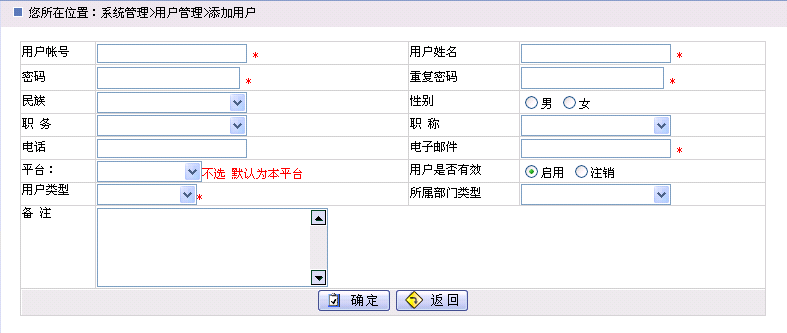 您所在位置：系统管理>用户管理>添加用户
用户帐号 * 用户姓名 *
密码 * 重复密码 *
民族 性别 男 女
职 务 职 称
电话 电子邮件 *
平台： 不选 默认为本平台 用户是否有效 启用 注销
用户类型 * 所属部门类型
备 注
确定 返回